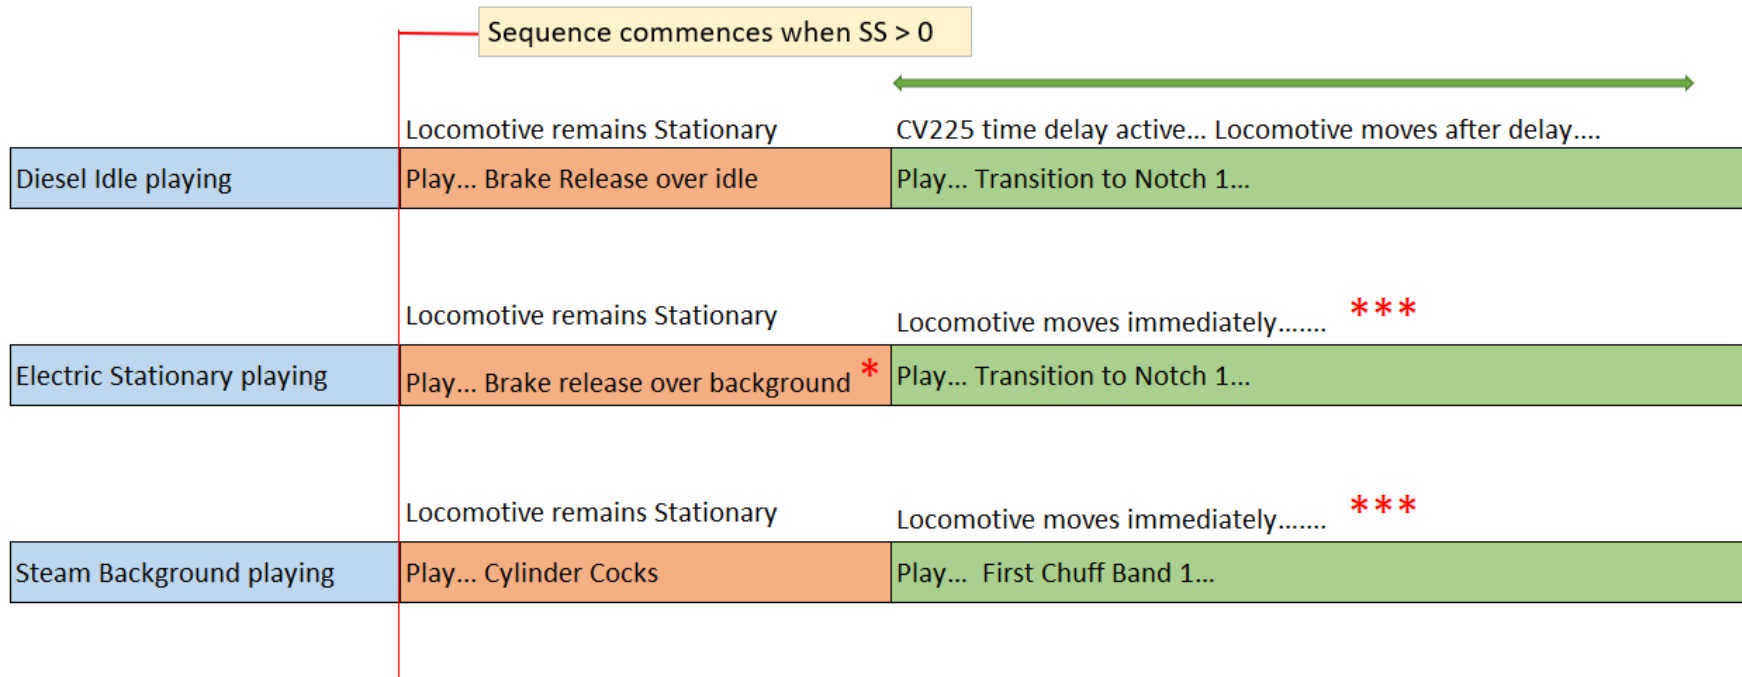 Sequence commences when SS > 0
Locomotive remains Stationary
CV225 time delay active... Locomotive moves after delay....
Diesel Idle playing
Play... Brake Release over idle
Play... Transition to Notch 1...
Locomotive remains Stationary
Locomotive moves immediately....... ***
Electric Stationary playing
Play... Brake release over background *
Play... Transition to Notch 1...
Locomotive remains Stationary
Locomotive moves immediately....... ***
Steam Background playing
Play... Cylinder Cocks
Play... First Chuff Band 1...